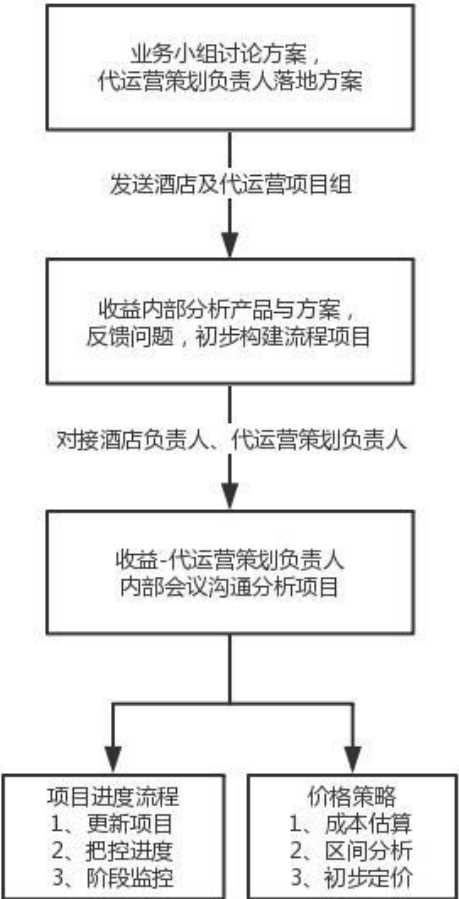 业务小组讨论方案，
代运营策划负责人落地方案
发送酒店及代运营项目组
收益内部分析产品与方案，
反馈问题，初步构建流程项目
对接酒店负责人、代运营策划负责人
收益-代运营策划负责人
内部会议沟通分析项目
项目进度流程
1、更新项目
2、把控进度
3、阶段监控
价格策略
1、成本估算
2、区间分析
3、初步定价